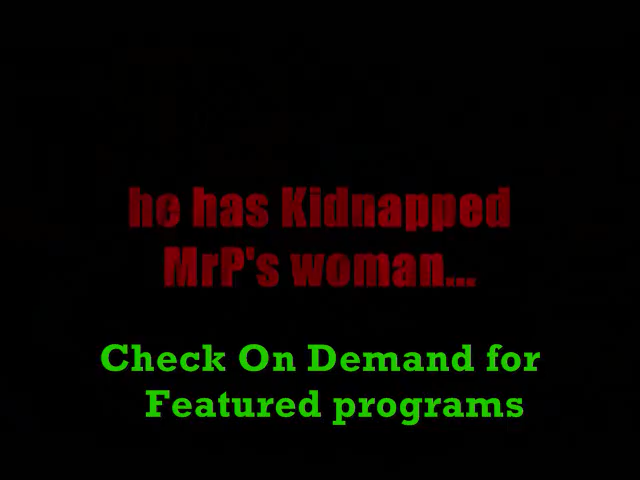 he has Kidnapped
MrP's woman...
Check On Demand for
Featured programs